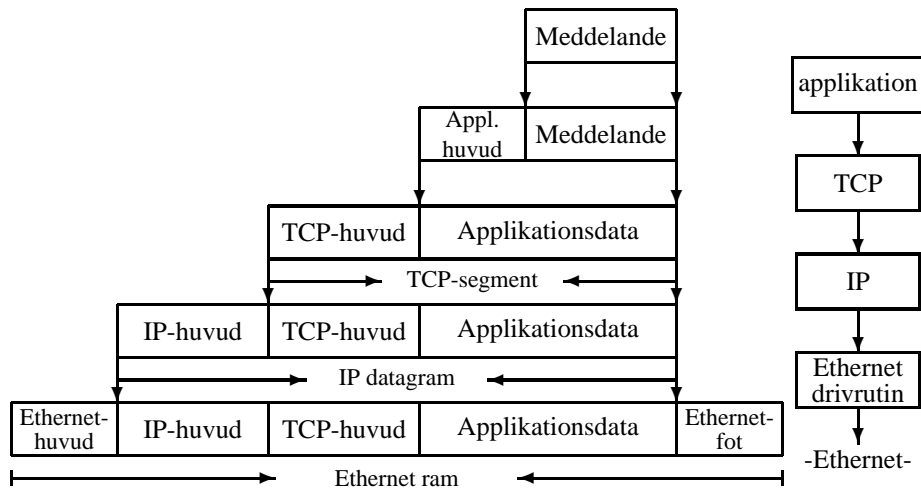 Meddelande
applikation
Appl.
huvud
Meddelande
TCP
TCP-huvud
Applikationsdata
TCP-segment
IP
IP-huvud
TCP-huvud
Applikationsdata
IP datagram
Ethernet
drivrutin
Ethernet-
huvud
IP-huvud
TCP-huvud
Applikationsdata
Ethernet-
fot
-Ethernet-
Ethernet ram